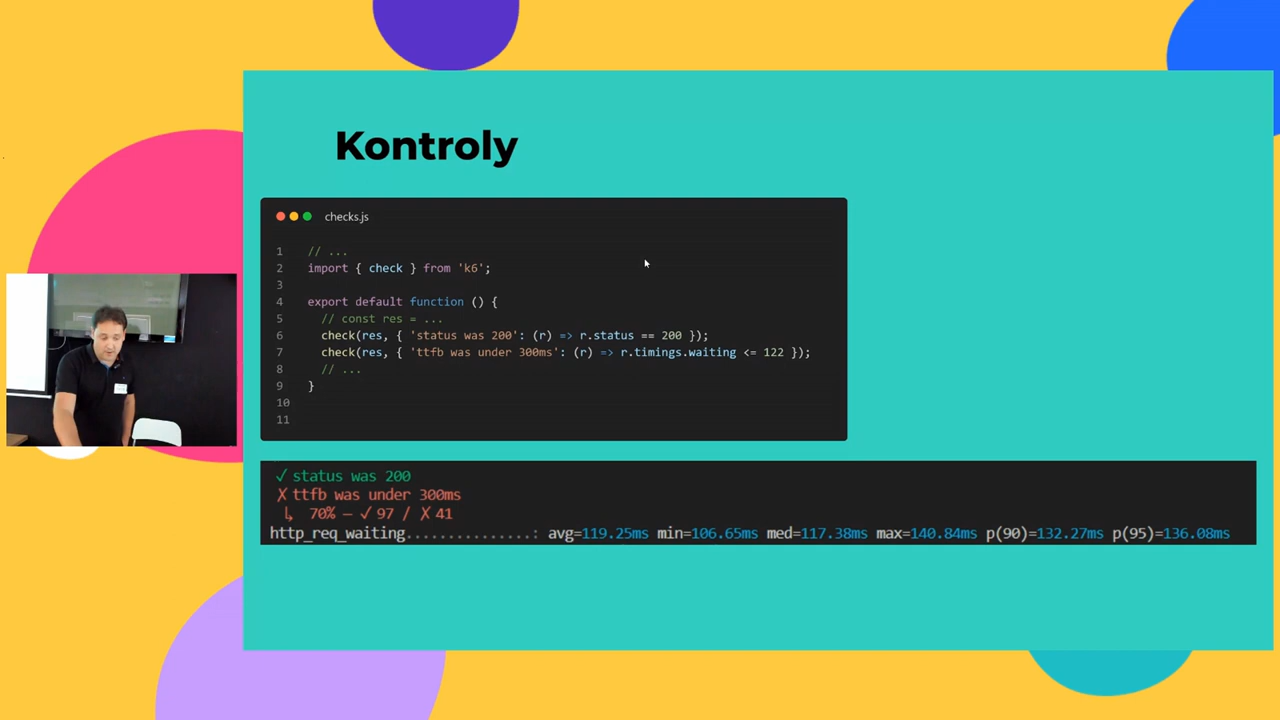 Kontroly
checks.js
1 // ...
2 import { check } from 'k6';
3
4 export default function () {
5 // const res = ...
6 check(res, { 'status was 200': (r) => r.status == 200 });
7 check(res, { 'ttfb was under 300ms': (r) => r.timings.waiting <= 122 });
8 // ...
9 }
10
11
✓ status was 200
✗ ttfb was under 300ms
↳ 70% — ✓ 97 / ✗ 41
http_req_waiting...............: avg=119.25ms min=106.65ms med=117.38ms max=140.84ms p(90)=132.27ms p(95)=136.08ms